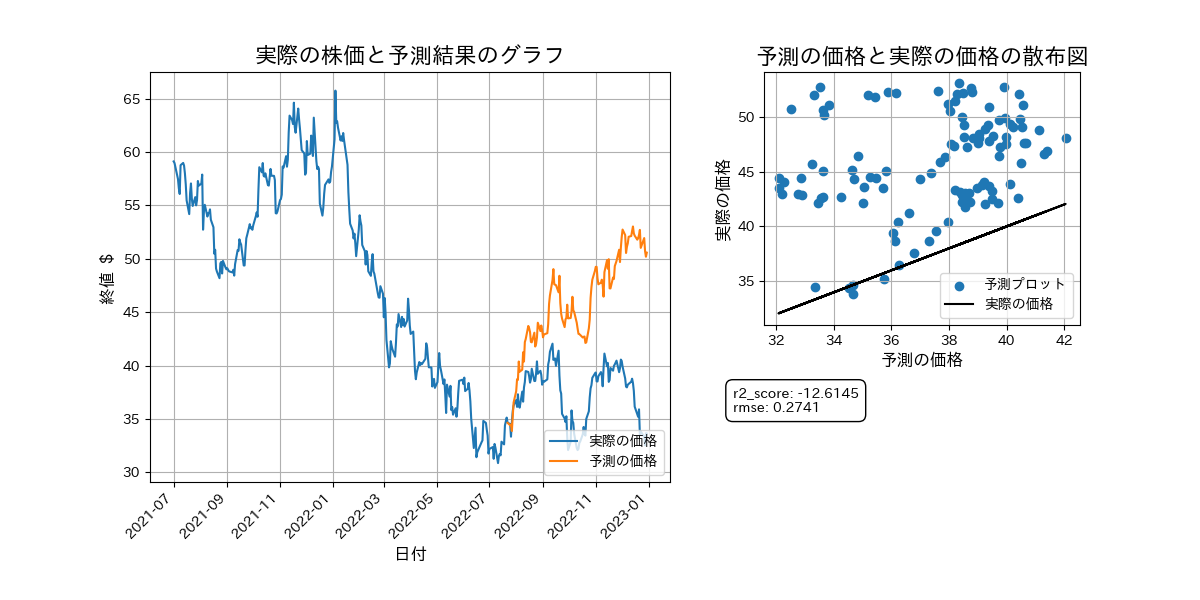 実際の株価と予測結果のグラフ
65
60
55
50
45
40
35
30
終値 $
2021-07
2021-09
2021-11
2022-01
2022-03
2022-05
2022-07
2022-09
2022-11
2023-01
日付
実際の価格
予測の価格
予測の価格と実際の価格の散布図
50
45
40
35
実際の価格
32
34
36
38
40
42
予測の価格
予測プロット
実際の価格
r2_score: -12.6145
rmse: 0.2741